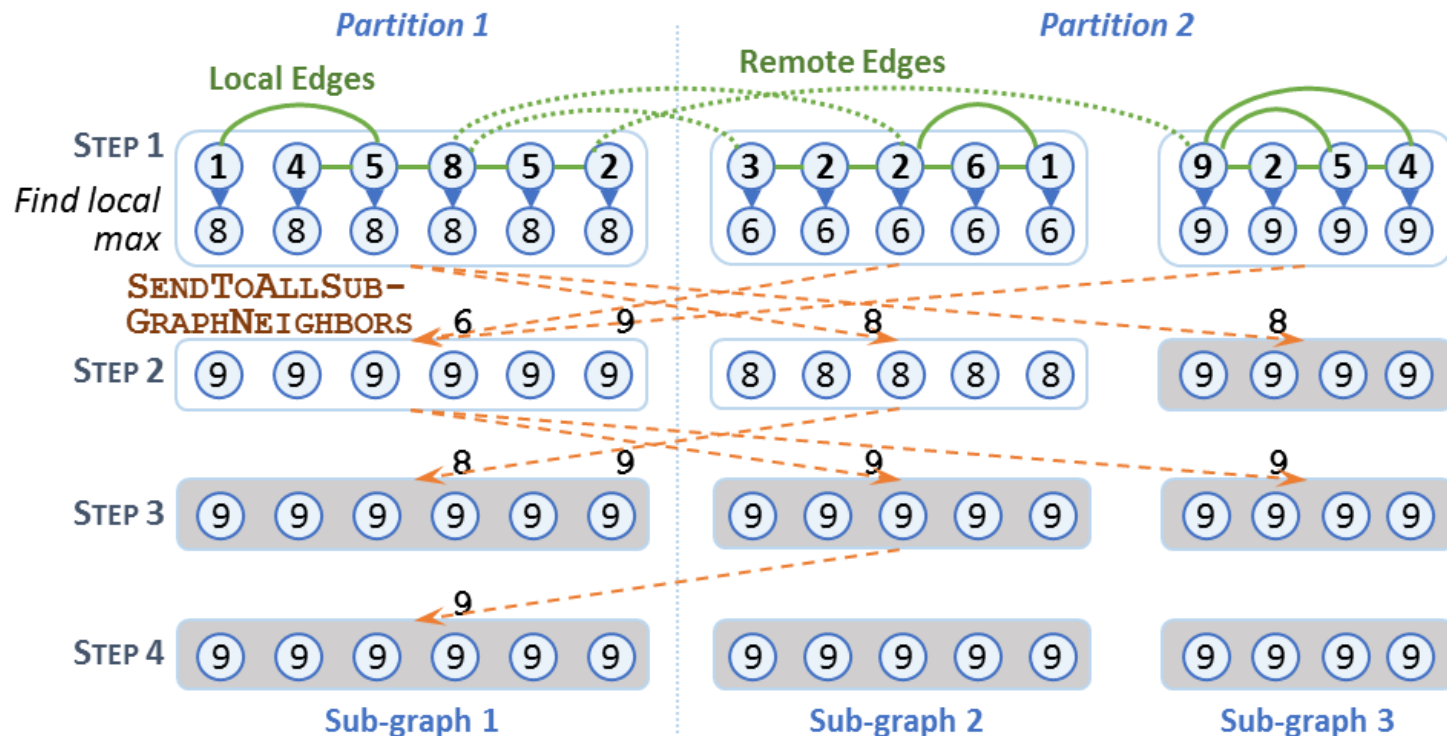 Partition 1 Partition 2
Local Edges Remote Edges
STEP 1 1 4 5 8 5 2 3 2 2 6 1 9 2 5 4
Find local
max
8 8 8 8 8 8 6 6 6 6 6 9 9 9 9
SENDTOALLSUB-
GRAPHNEIGHBORS 6 9 8 8
STEP 2 9 9 9 9 9 9 8 8 8 8 8 9 9 9 9
8 9 9 9
STEP 3 9 9 9 9 9 9 9 9 9 9 9 9 9 9 9
9
STEP 4 9 9 9 9 9 9 9 9 9 9 9 9 9 9 9
Sub-graph 1 Sub-graph 2 Sub-graph 3